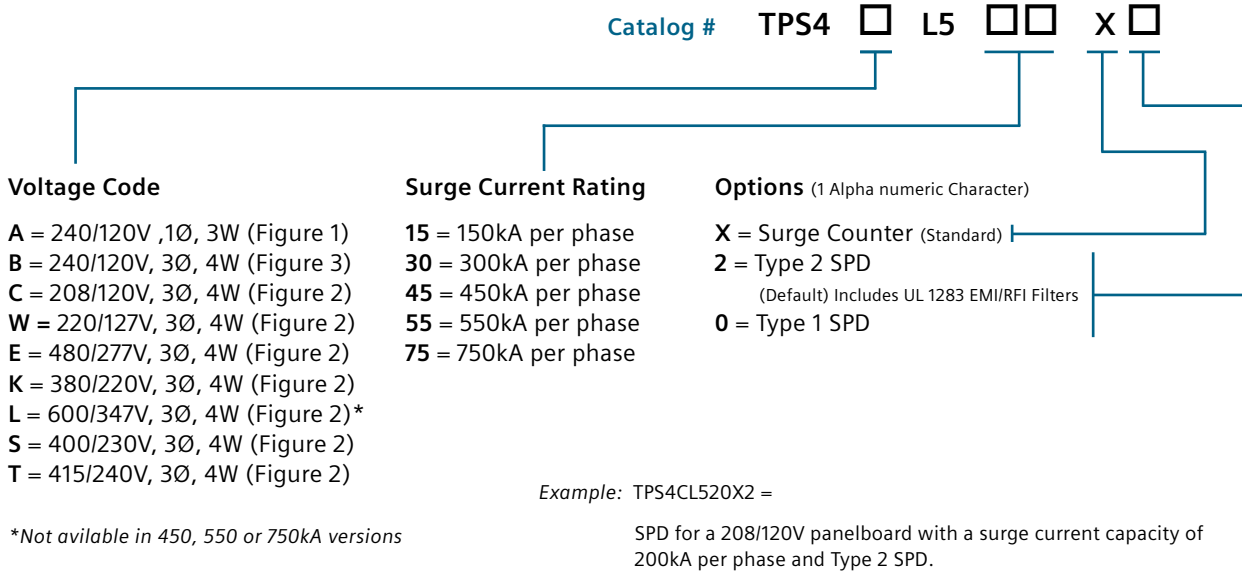 Catalog # TPS4 □ L5 □□ X □
Voltage Code
A = 240/120V ,1Ø, 3W (Figure 1)
B = 240/120V, 3Ø, 4W (Figure 3)
C = 208/120V, 3Ø, 4W (Figure 2)
W = 220/127V, 3Ø, 4W (Figure 2)
E = 480/277V, 3Ø, 4W (Figure 2)
K = 380/220V, 3Ø, 4W (Figure 2)
L = 600/347V, 3Ø, 4W (Figure 2)*
S = 400/230V, 3Ø, 4W (Figure 2)
T = 415/240V, 3Ø, 4W (Figure 2)
*Not avilable in 450, 550 or 750kA versions
Surge Current Rating
15 = 150kA per phase
30 = 300kA per phase
45 = 450kA per phase
55 = 550kA per phase
75 = 750kA per phase
Options (1 Alpha numeric Character)
X = Surge Counter (Standard)
2 = Type 2 SPD
(Default) Includes UL 1283 EMI/RFI Filters
0 = Type 1 SPD
Example: TPS4CL520X2 =
SPD for a 208/120V panelboard with a surge current capacity of
200kA per phase and Type 2 SPD.